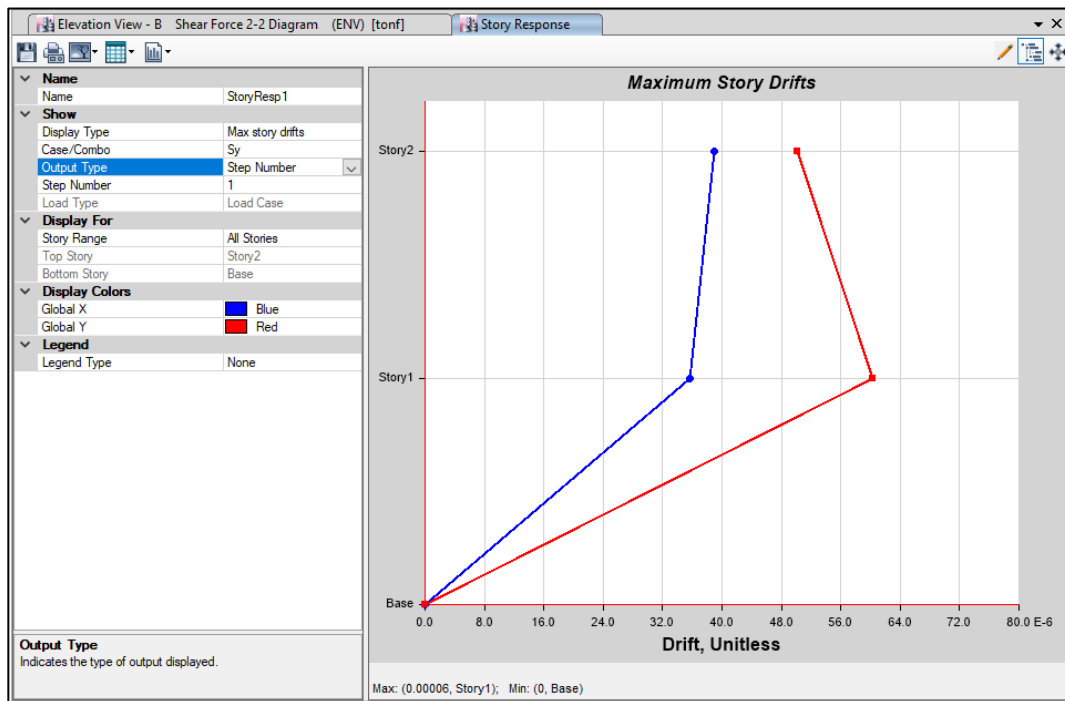 Elevation View - B   Shear Force 2-2 Diagram   (ENV) [tonf]   Story Response
Name
Name   StoryResp1
Show
Display Type   Max story drifts
Case/Combo   Sy
Output Type   Step Number
Step Number   1
Load Type   Load Case
Display For
Story Range   All Stories
Top Story   Story2
Bottom Story   Base
Display Colors
Global X   Blue
Global Y   Red
Legend
Legend Type   None
Output Type
Indicates the type of output displayed.
Maximum Story Drifts
Story2
Story1
Base
0.0   8.0   16.0   24.0   32.0   40.0   48.0   56.0   64.0   72.0   80.0 E-6
Drift, Unitless
Max: (0.00006, Story1);  Min: (0, Base)